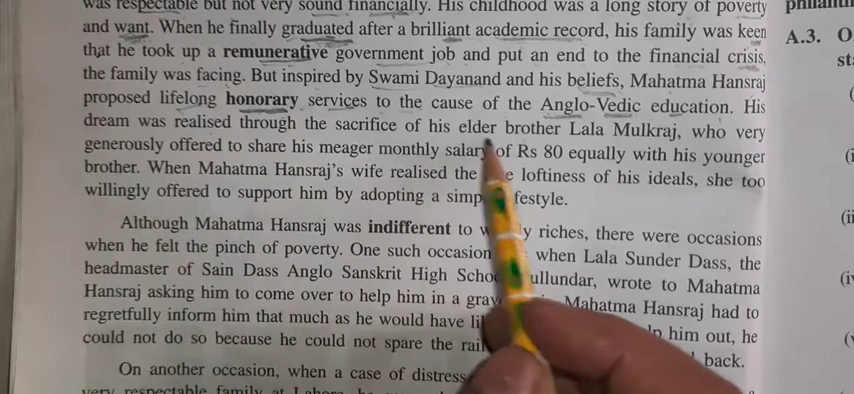 was respectable but not very sound financially. His childhood was a long story of poverty
and want. When he finally graduated after a brilliant academic record, his family was keen
that he took up a remunerative government job and put an end to the financial crisis,
the family was facing. But inspired by Swami Dayanand and his beliefs, Mahatma Hansraj
proposed lifelong honorary services to the cause of the Anglo-Vedic education. His
dream was realised through the sacrifice of his elder brother Lala Mulkraj, who very
generously offered to share his meager monthly salary of Rs 80 equally with his younger
brother. When Mahatma Hansraj's wife realised the loftiness of his ideals, she too
willingly offered to support him by adopting a
Although Mahatma Hansraj was indifferent to riches, there were occasions
when he felt the pinch of poverty. One such occasion when Lala Sunder Dass, the
headmaster of Sain Dass Anglo Sanskrit High wrote to Mahatma
Hansraj asking him to come over to help him in a Mahatma Hansraj had to
regretfully inform him that much as he would have him out, he
could not do so because he could not spare the back.
On another occasion, when a case of distress
very respectable family at Lahore
A.3. O
st
(
(i
(ii
(iv
(v